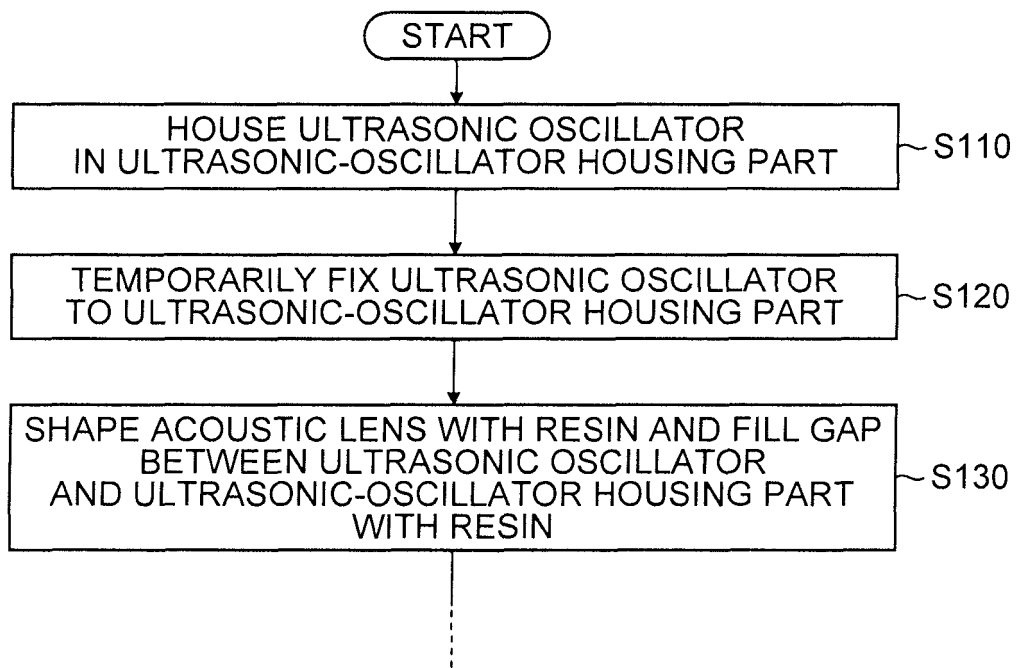 START
HOUSE ULTRASONIC OSCILLATOR
IN ULTRASONIC-OSCILLATOR HOUSING PART
S110
TEMPORARILY FIX ULTRASONIC OSCILLATOR
TO ULTRASONIC-OSCILLATOR HOUSING PART
S120
SHAPE ACOUSTIC LENS WITH RESIN AND FILL GAP
BETWEEN ULTRASONIC OSCILLATOR
AND ULTRASONIC-OSCILLATOR HOUSING PART
WITH RESIN
S130